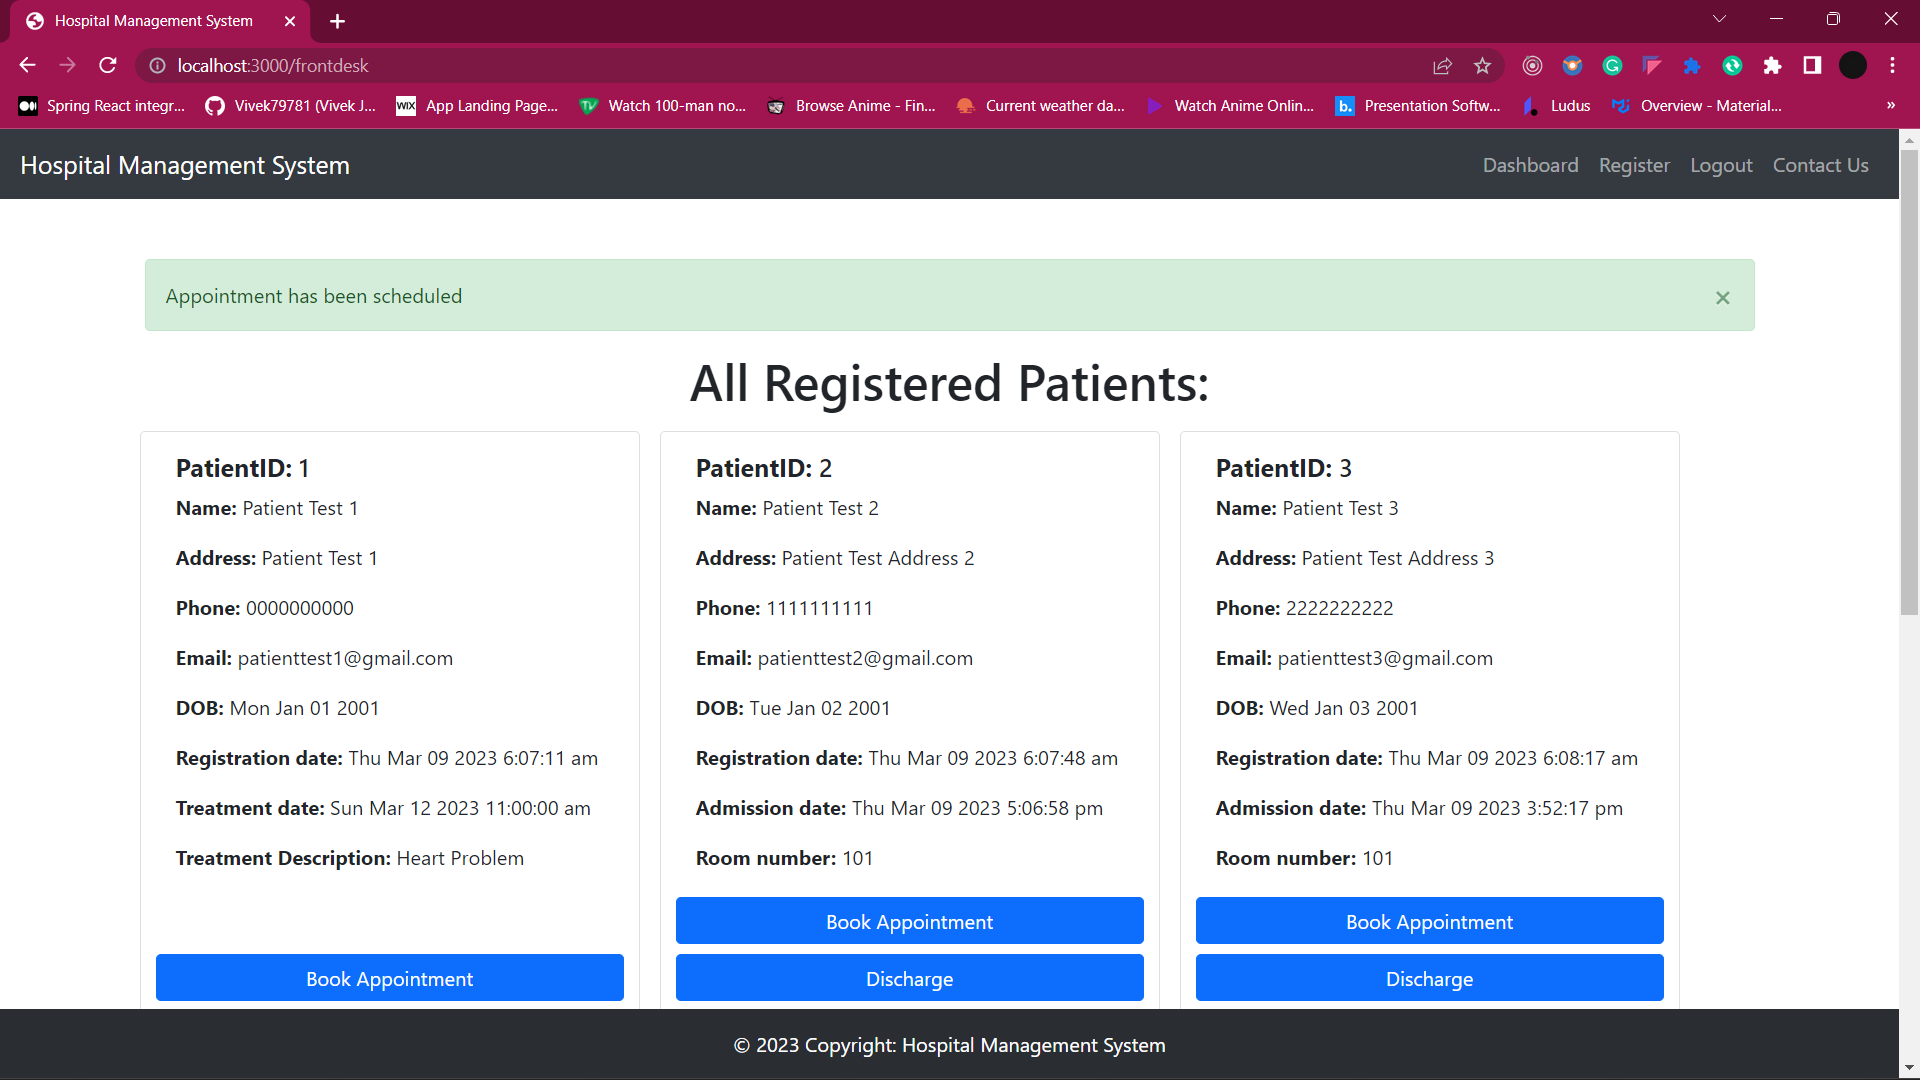 Hospital Management System
localhost:3000/frontdesk
Spring React integr... Vivek79781 (Vivek J... WIX App Landing Page... TV Watch 100-man no... Browse Anime - Fin... Current weather da... Watch Anime Onlin... b. Presentation Softw... Ludus Overview - Material... »
Hospital Management System Dashboard Register Logout Contact Us
Appointment has been scheduled ×
All Registered Patients:
PatientID: 1
Name: Patient Test 1
Address: Patient Test 1
Phone: 0000000000
Email: patienttest1@gmail.com
DOB: Mon Jan 01 2001
Registration date: Thu Mar 09 2023 6:07:11 am
Treatment date: Sun Mar 12 2023 11:00:00 am
Treatment Description: Heart Problem
Book Appointment
PatientID: 2
Name: Patient Test 2
Address: Patient Test Address 2
Phone: 1111111111
Email: patienttest2@gmail.com
DOB: Tue Jan 02 2001
Registration date: Thu Mar 09 2023 6:07:48 am
Admission date: Thu Mar 09 2023 5:06:58 pm
Room number: 101
Book Appointment
Discharge
PatientID: 3
Name: Patient Test 3
Address: Patient Test Address 3
Phone: 2222222222
Email: patienttest3@gmail.com
DOB: Wed Jan 03 2001
Registration date: Thu Mar 09 2023 6:08:17 am
Admission date: Thu Mar 09 2023 3:52:17 pm
Room number: 101
Book Appointment
Discharge
© 2023 Copyright: Hospital Management System